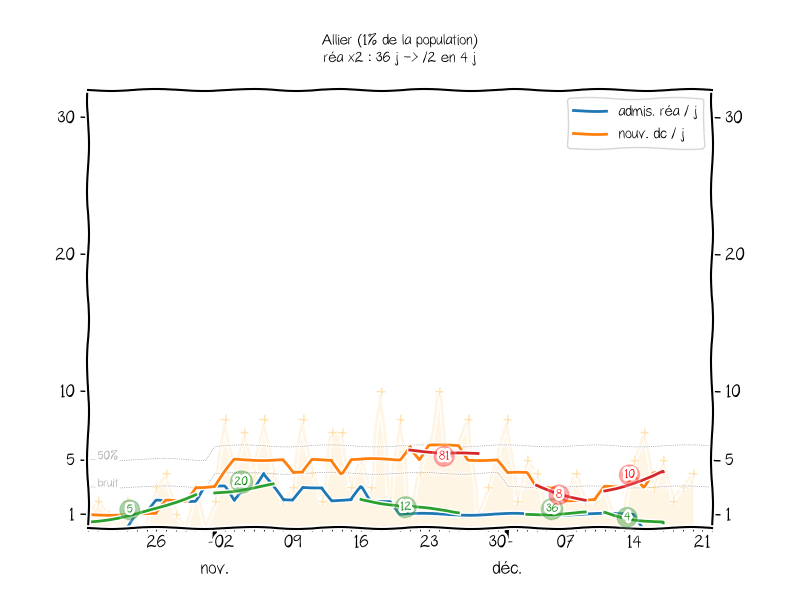 Allier (1% de la population)
réa x2 : 36 j -> /2 en 4 j
admis. réa / j
nouv. dc / j
30 30
20 20
10 10
5 5
1 1
50%
bruit
5
20
12
81
8
36
10
4
26 02 09 16 23 30 07 14 21
nov. déc.